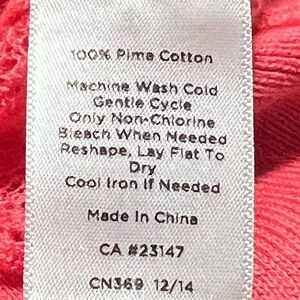 100% Pima Cotton
Machine Wash Cold
Gentle Cycle
Only Non-Chlorine
Bleach When Needed
Reshape, Lay Flat To
Dry
Cool Iron If Needed
Made In China
CA #23147
CN369 12/14